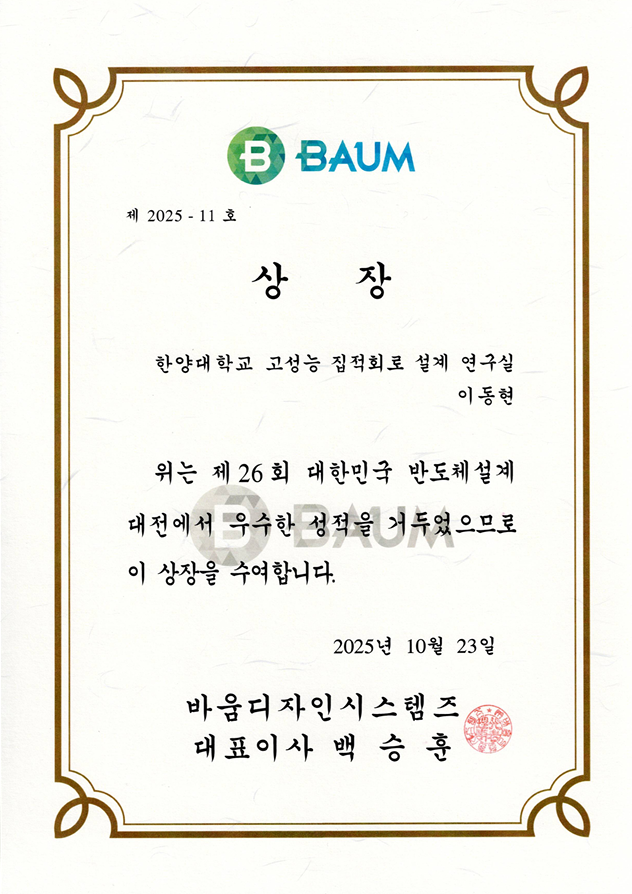 BAUM
제 2025 - 11 호
상 장
한양대학교 고성능 집적회로 설계 연구실
이동현
위는 제26회 대한민국 반도체설계
대전에서 우수한 성적을 거두었으므로
이 상장을 수여합니다.
BAUM
2025년 10월 23일
바움디자인시스템즈
대표이사 백 승 훈